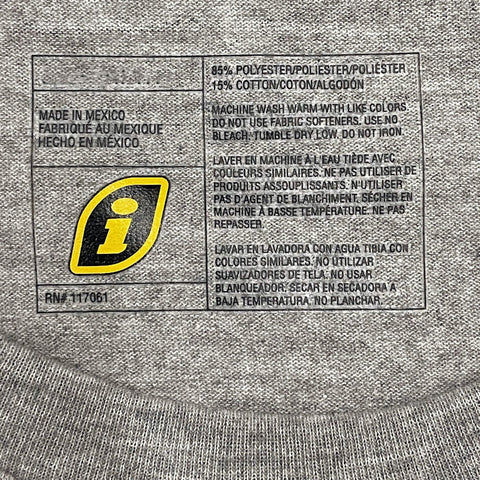 85% POLYESTER/POLIESTER/POLIÉSTER
15% COTTON/COTON/ALGODÓN
MADE IN MEXICO
FABRIQUÉ AU MEXIQUE
HECHO EN MÉXICO.
MACHINE WASH WARM WITH LIKE COLORS
DO NOT USE FABRIC SOFTENERS. USE NO
BLEACH. TUMBLE DRY LOW. DO NOT IRON.
LAVER EN MACHINE À L'EAU TIÈDE AVEC
COULEURS SIMILAIRES. NE PAS UTILISER DE
PRODUITS ASSOUPLISSANTS. N'UTILISER
PAS D'AGENT DE BLANCHIMENT. SÉCHER EN
MACHINE À BASSE TEMPÉRATURE. NE PAS
REPASSER.
i
LAVAR EN LAVADORA CON AGUA TIBIA CON
COLORES SIMILARES. NO UTILIZAR
SUAVIZADORES DE TELA. NO USAR
BLANQUEADOR. SECAR EN SECADORA A
BAJA TEMPERATURA. NO PLANCHAR.
RN# 117061